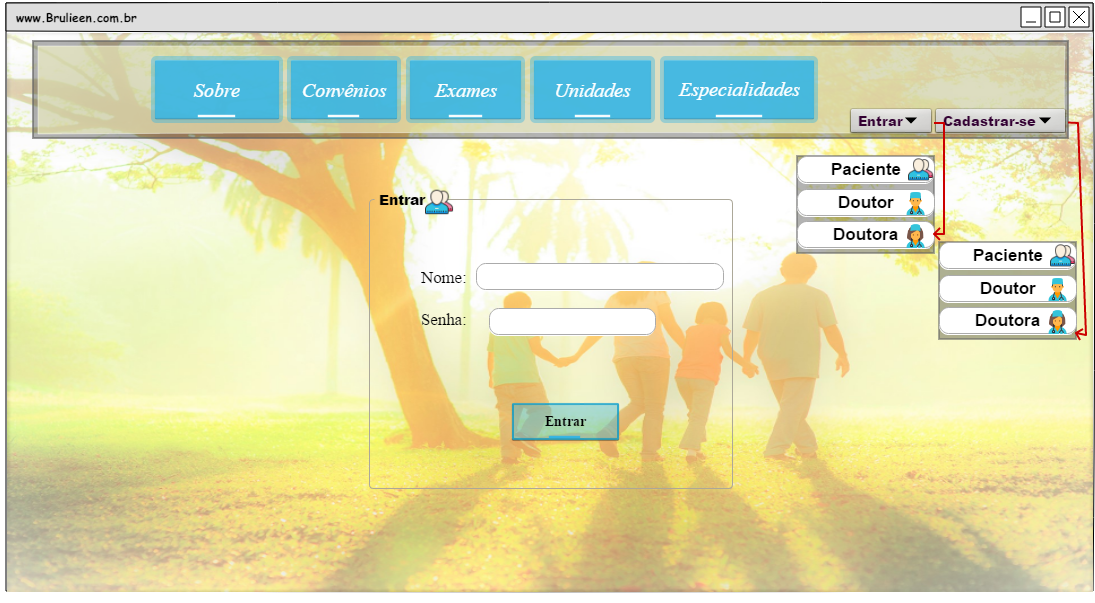 www.Brulieen.com.br
Sobre
Convênios
Exames
Unidades
Especialidades
Entrar
Cadastrar-se
Paciente
Doutor
Doutora
Paciente
Doutor
Doutora
Entrar
Nome:
Senha:
Entrar